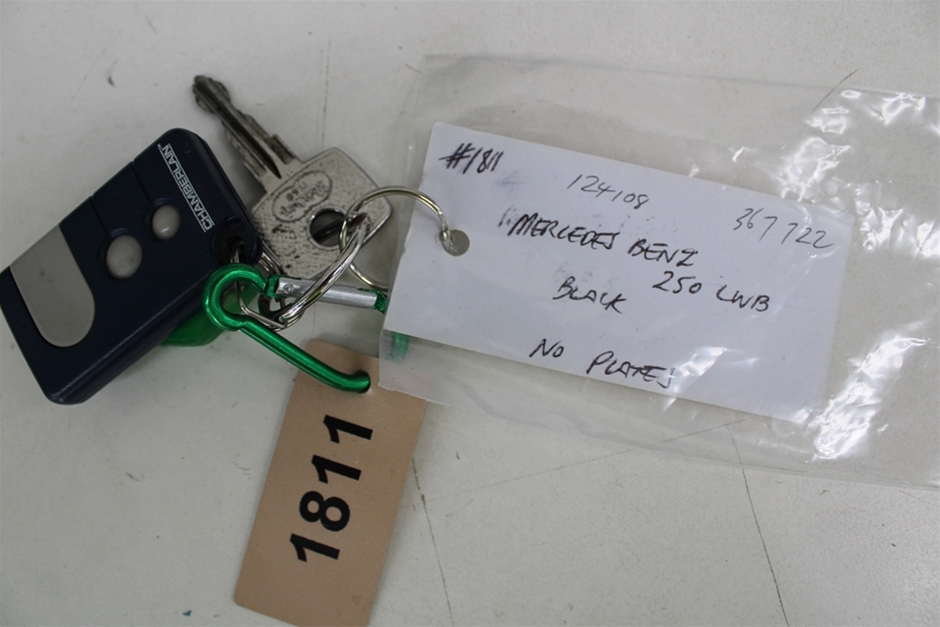 CHAMBERLAIN
#1811
124108
367722
MERCEDES BENZ
250 LWB
BLACK
NO PLATES
1811